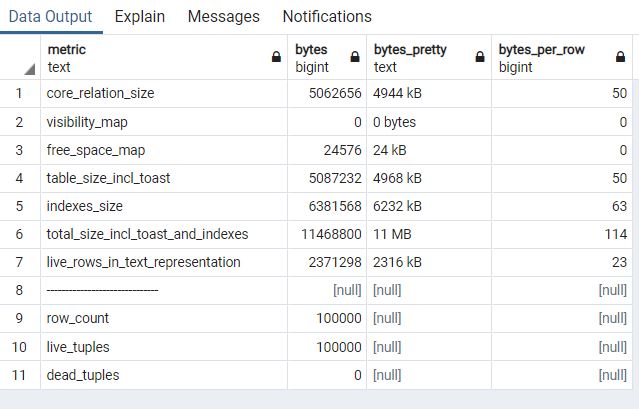 Data Output Explain Messages Notifications
metric bytes bytes_pretty bytes_per_row
text bigint text bigint
1 core_relation_size 5062656 4944 kB 50
2 visibility_map 0 0 bytes 0
3 free_space_map 24576 24 kB 0
4 table_size_incl_toast 5087232 4968 kB 50
5 indexes_size 6381568 6232 kB 63
6 total_size_incl_toast_and_indexes 11468800 11 MB 114
7 live_rows_in_text_representation 2371298 2316 kB 23
8 ------------------------------ [null] [null] [null]
9 row_count 100000 [null] [null]
10 live_tuples 100000 [null] [null]
11 dead_tuples 0 [null] [null]